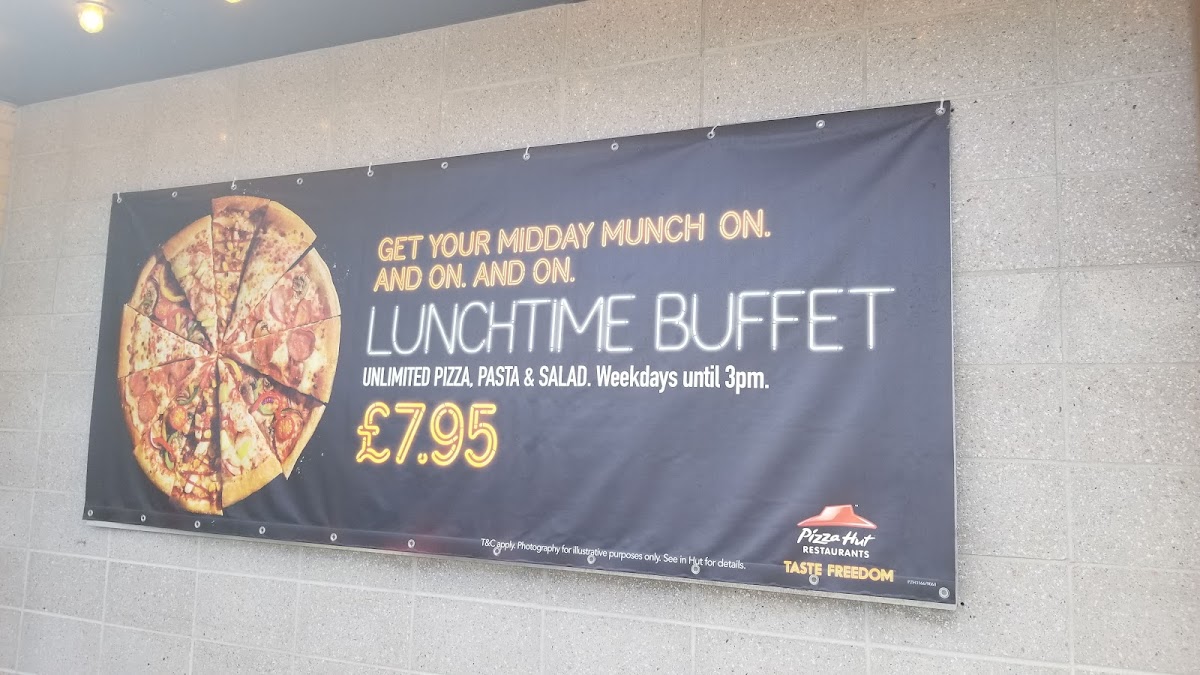 GET YOUR MIDDAY MUNCH ON.
AND ON. AND ON.
LUNCHTIME BUFFET
UNLIMITED PIZZA, PASTA & SALAD. Weekdays until 3pm.
£7.95
T&C apply. Photography for illustrative purposes only. See in Hut for details.
Pizza Hut
RESTAURANTS
TASTE FREEDOM